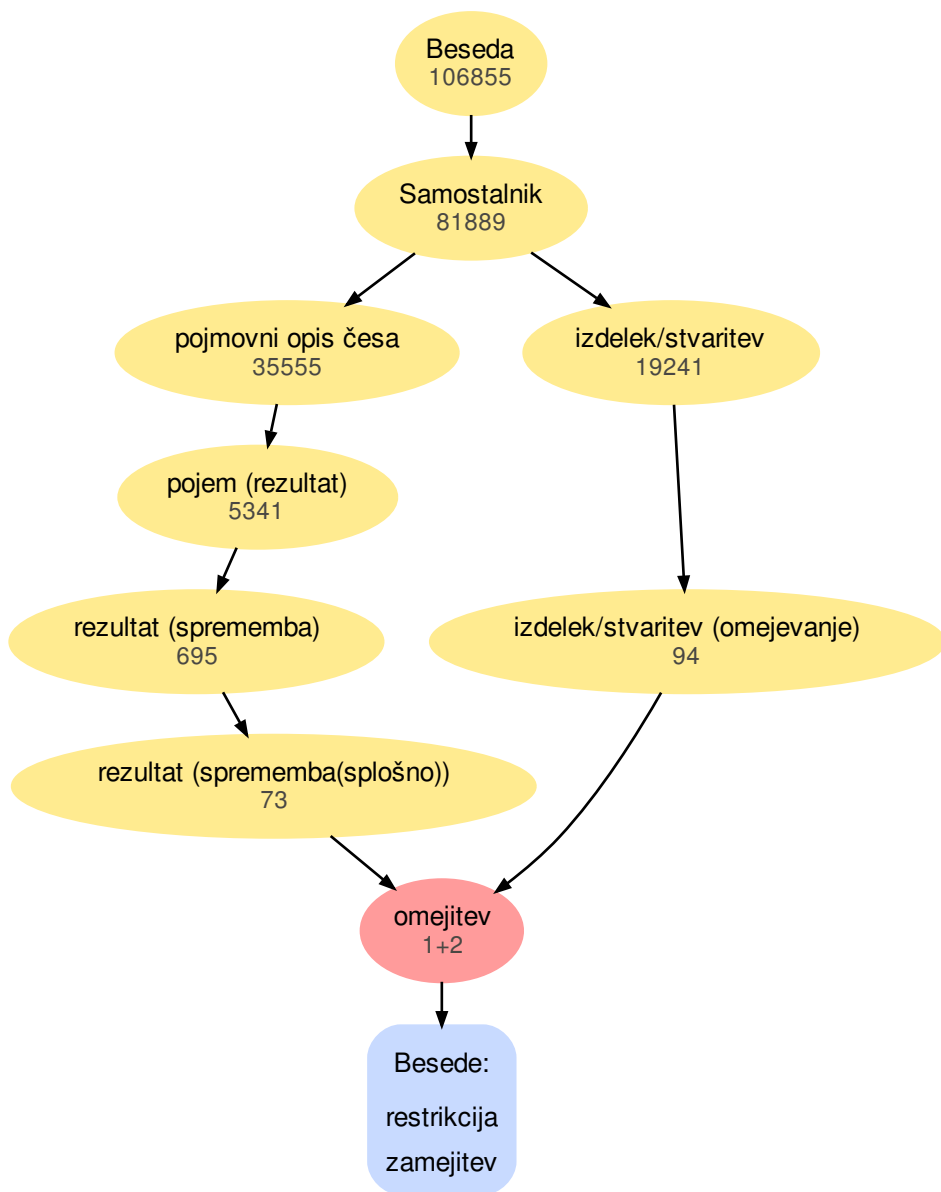 Beseda
106855
Samostalnik
81889
pojmovni opis česa
35555
izdelek/stvaritev
19241
pojem (rezultat)
5341
rezultat (sprememba)
695
izdelek/stvaritev (omejevanje)
94
rezultat (sprememba(splošno))
73
omejitev
1+2
Besede:
restrikcija
zamejitev